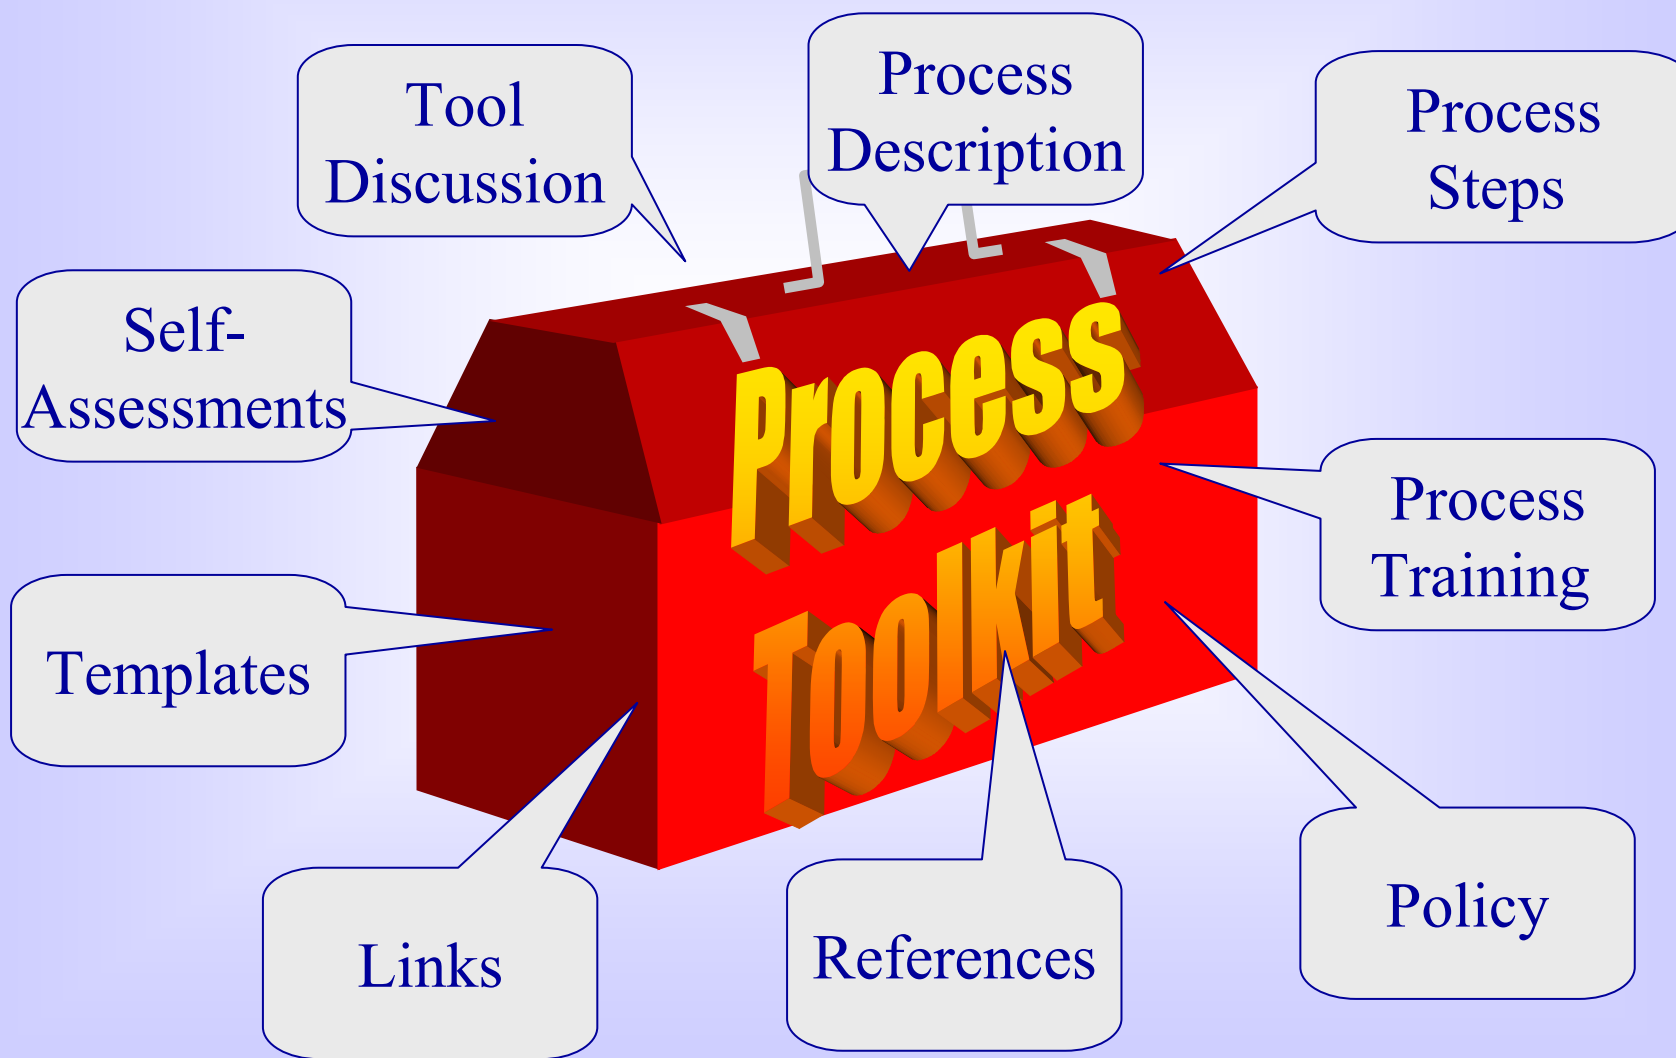 Tool
Discussion
Process
Description
Process
Steps
Self-
Assessments
Process
Toolkit
Process
Training
Templates
Links
References
Policy